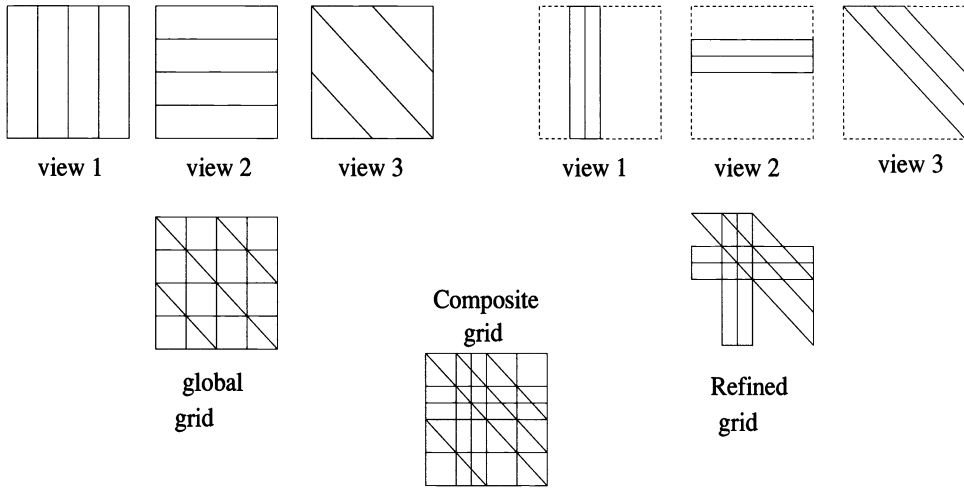 view 1
view 2
view 3
view 1
view 2
view 3
global
grid
Composite
grid
Refined
grid